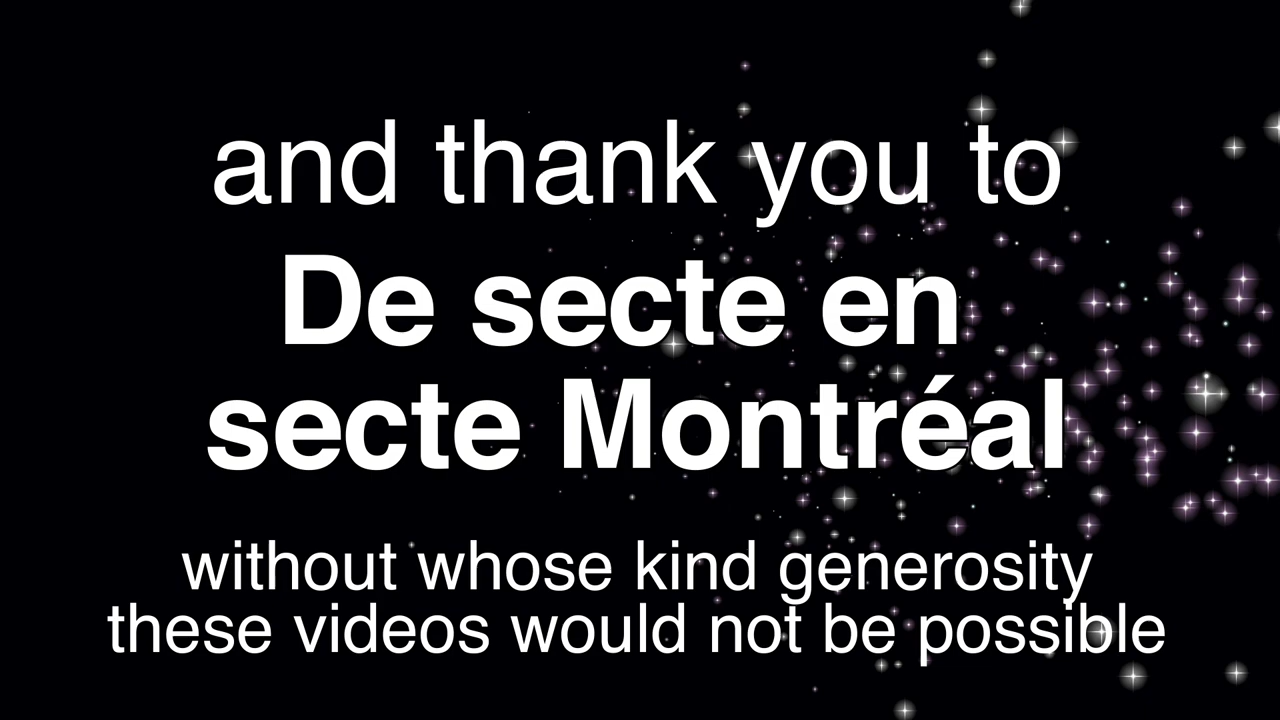 and thank you to
De secte en
secte Montréal
without whose kind generosity
these videos would not be possible